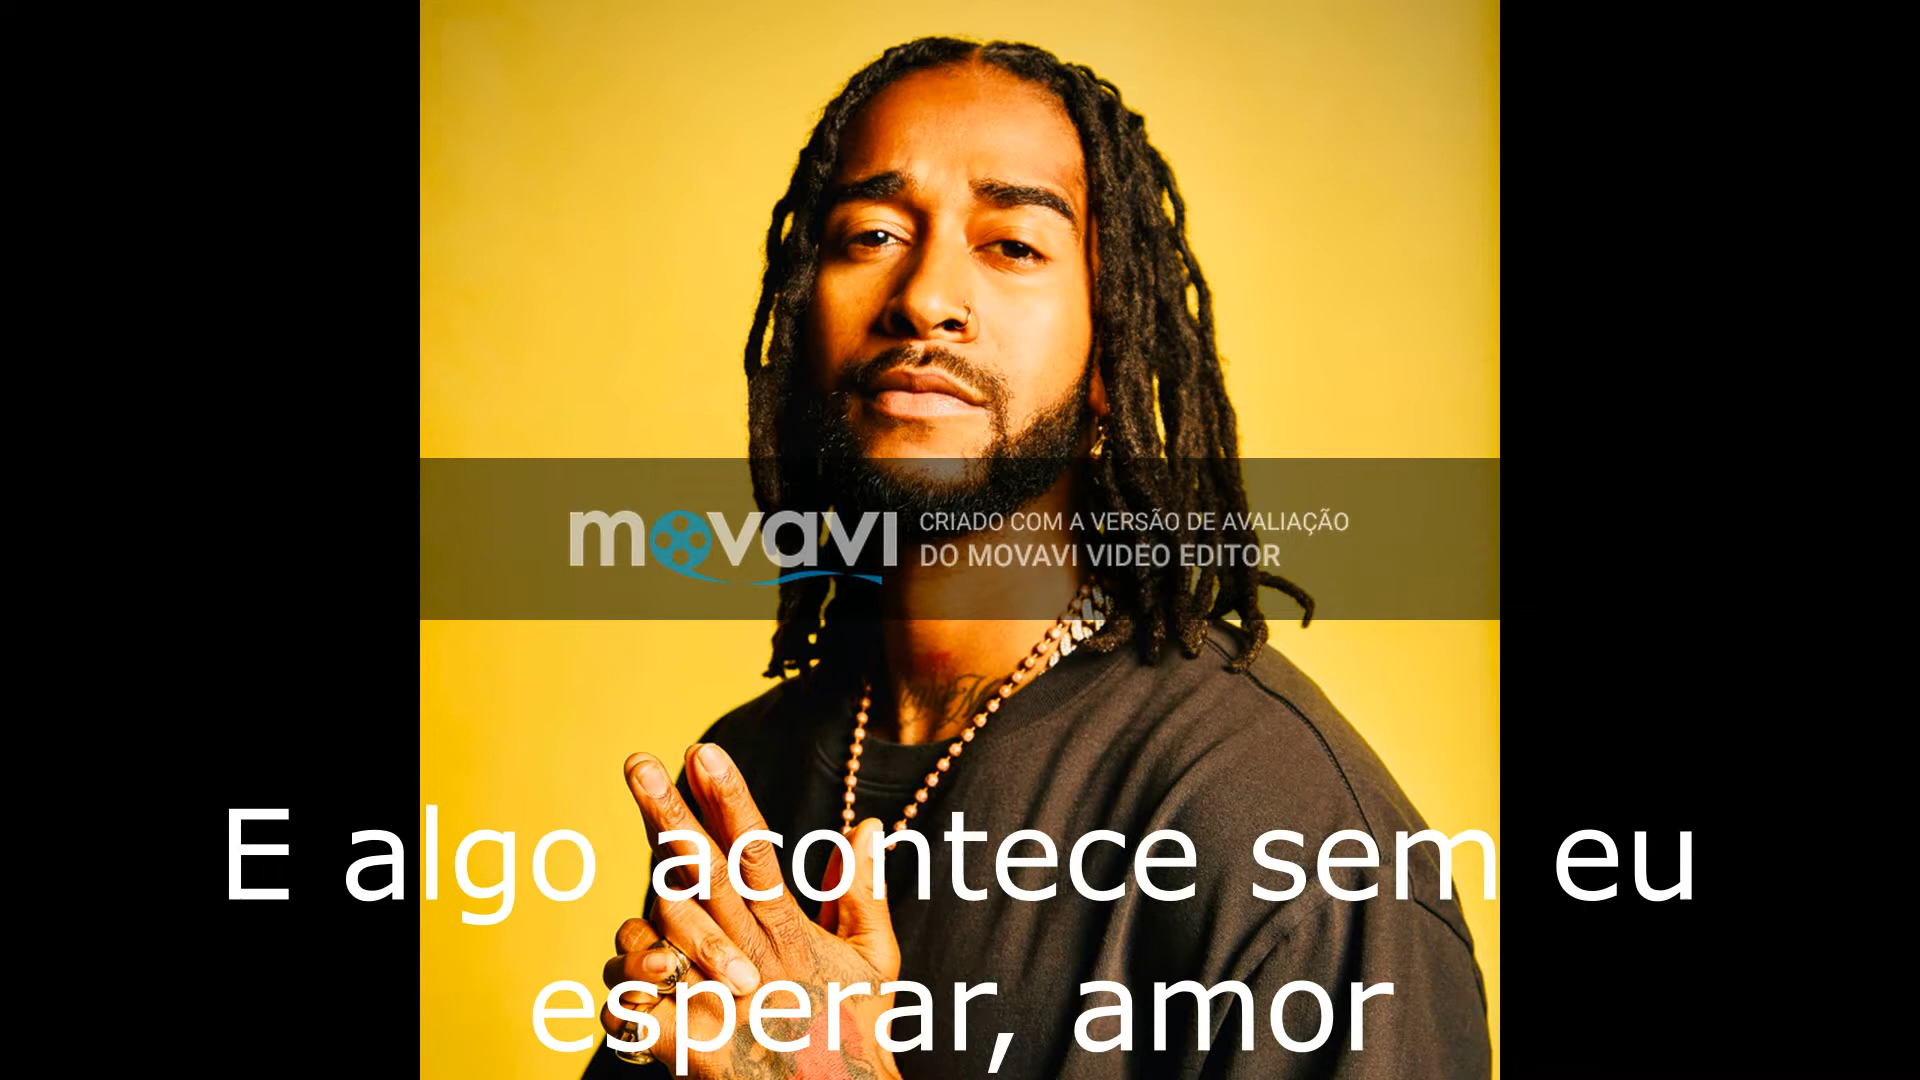 movavi
CRIADO COM A VERSÃO DE AVALIAÇÃO
DO MOVAVI VIDEO EDITOR
E algo acontece sem eu
esperar, amor